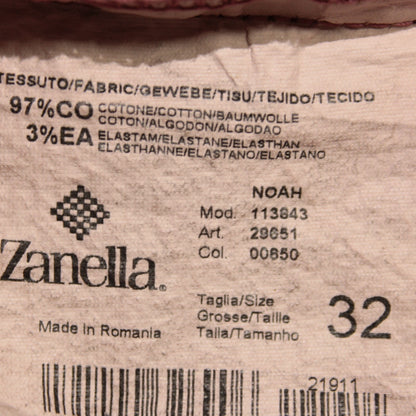 TESSUTO/FABRIC/GEWEBE/TISU/TEJIDO/TECIDO
97%CO COTONE/COTTON/BAUMWOLLE
COTON/ALGODON/ALGODAO
3%EA ELASTAM/ELASTANE/ELASTHAN
ELASTHANNE/ELASTANO/ELASTANO
NOAH
Mod. 113843
Art. 29651
Col. 00650
Zanella®
Made in Romania
Taglia/Size
Grosse/Taille
Talla/Tamanho
32
21911